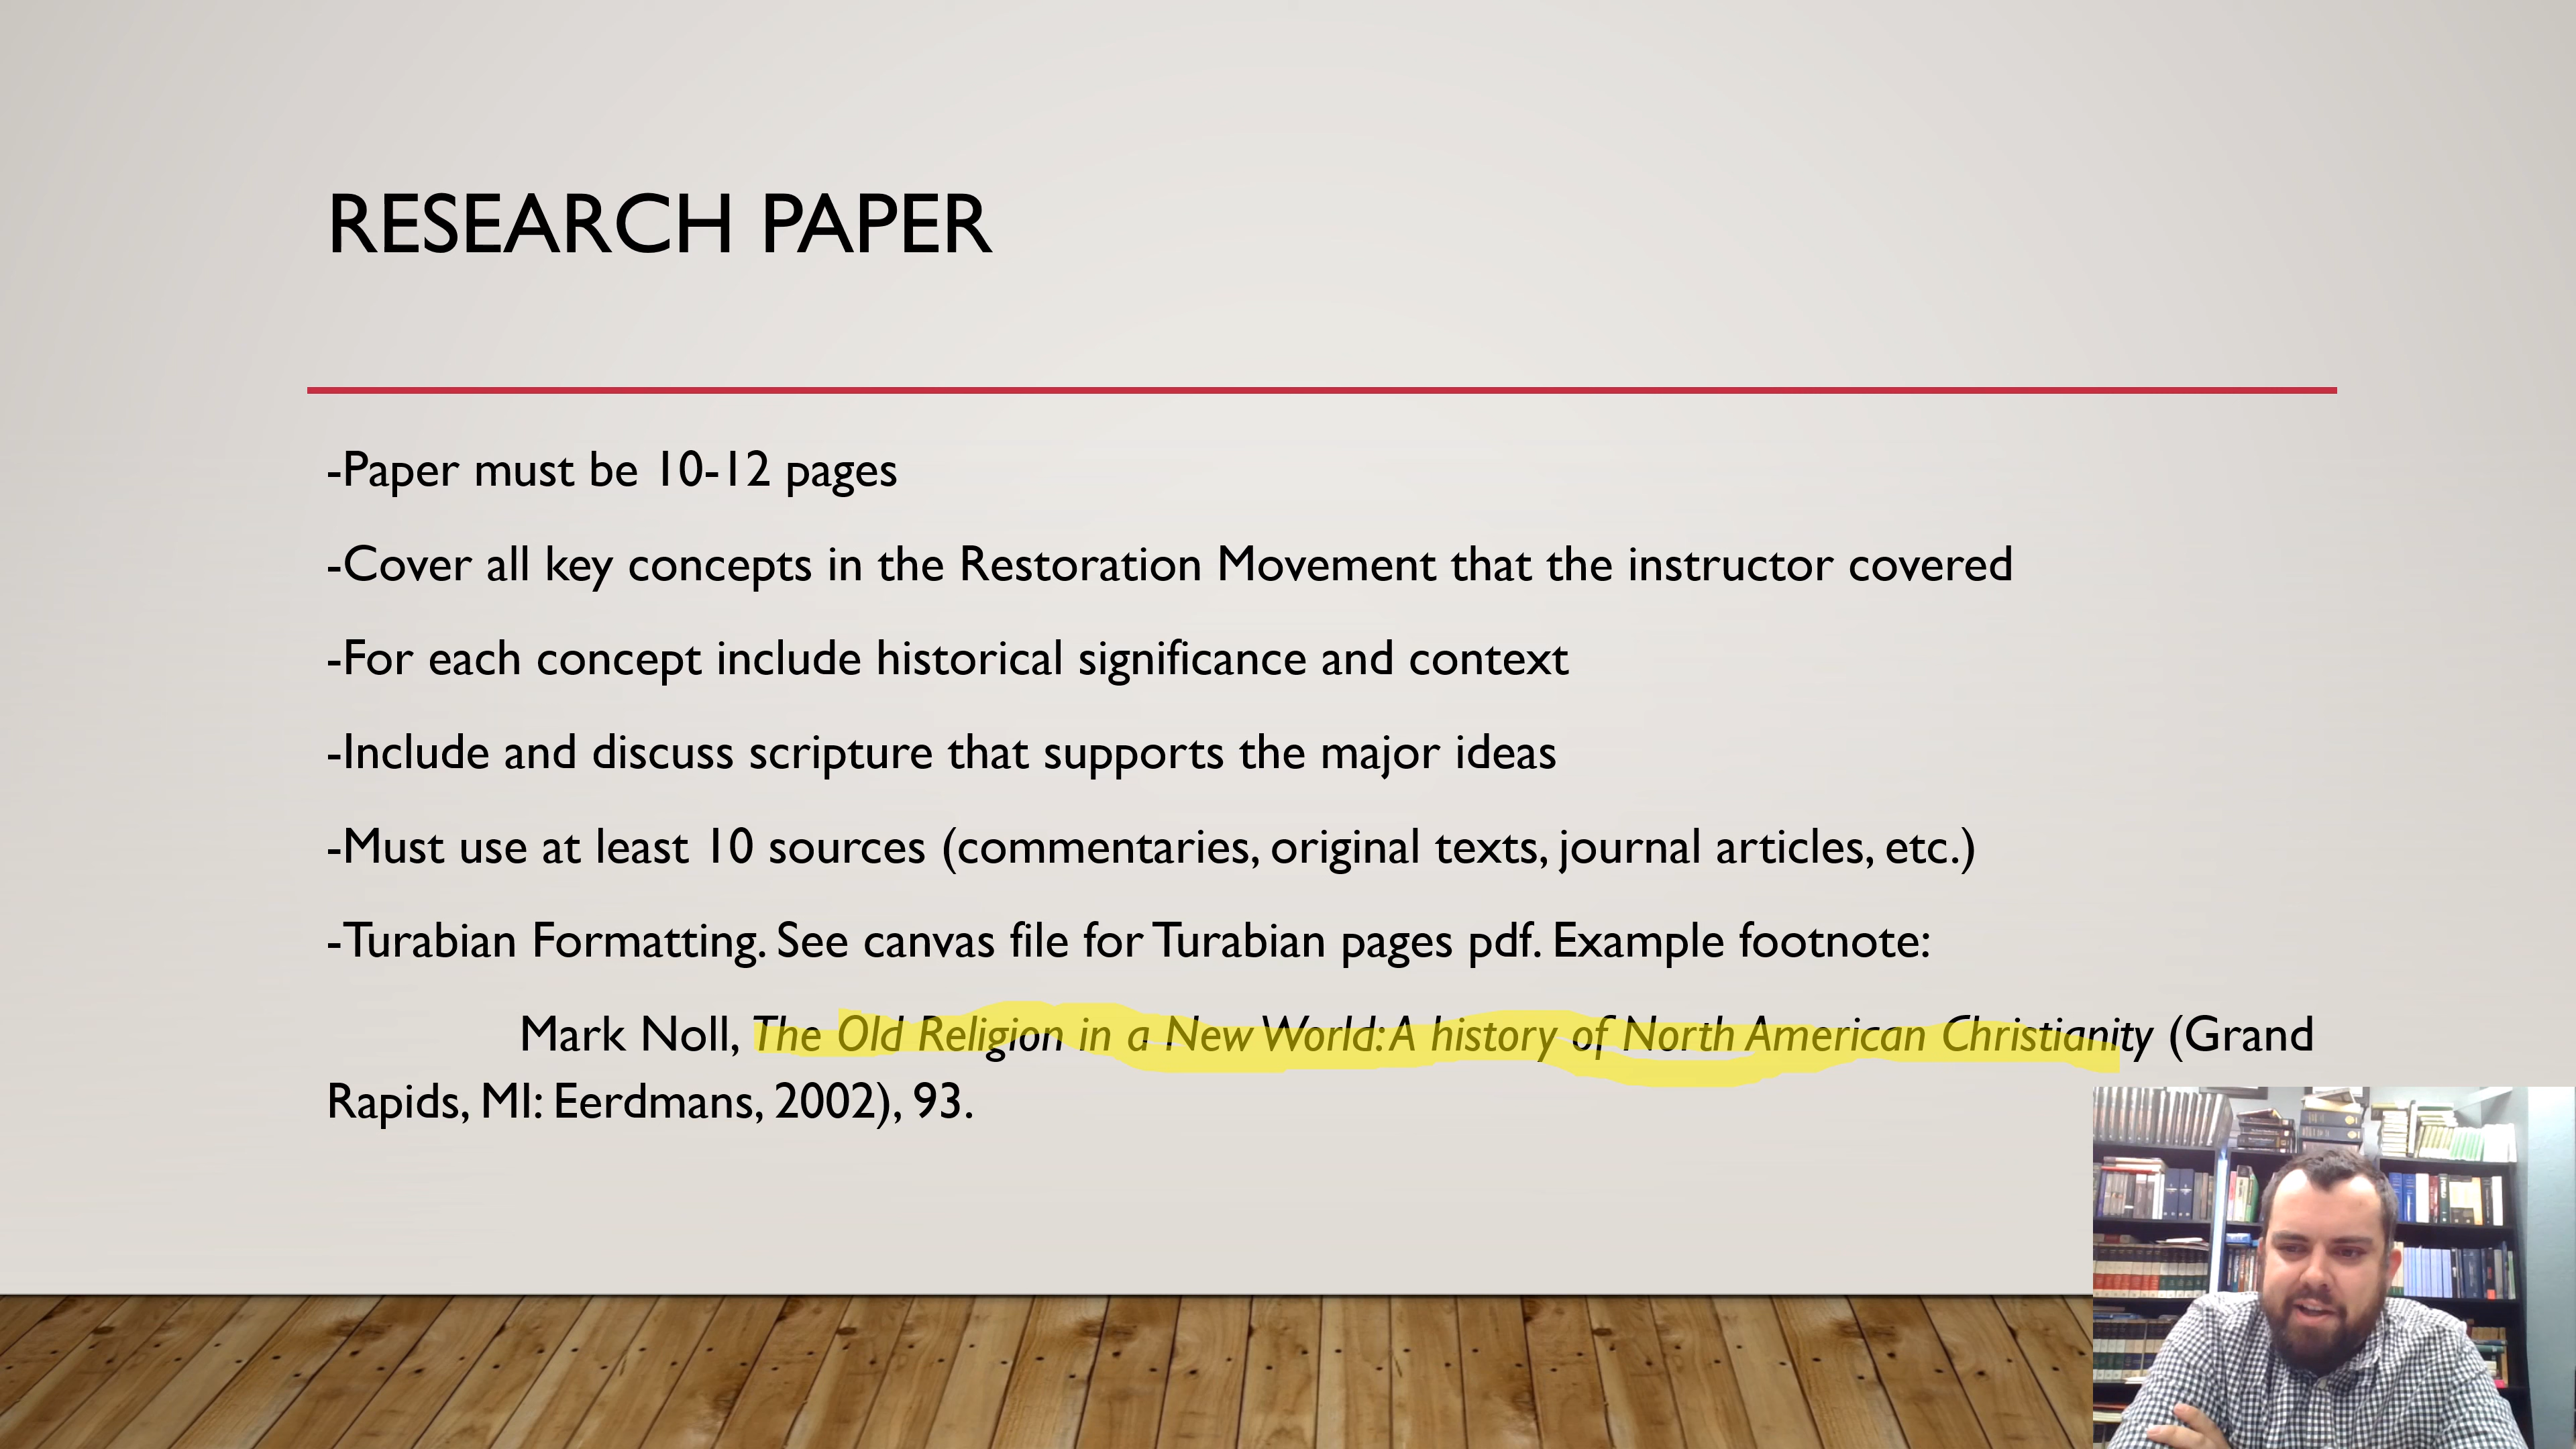 RESEARCH PAPER
-Paper must be 10-12 pages
-Cover all key concepts in the Restoration Movement that the instructor covered
-For each concept include historical significance and context
-Include and discuss scripture that supports the major ideas
-Must use at least 10 sources (commentaries, original texts, journal articles, etc.)
-Turabian Formatting. See canvas file for Turabian pages pdf. Example footnote:
Mark Noll, The Old Religion in a New World: A history of North American Christianity (Grand
Rapids, MI: Eerdmans, 2002), 93.